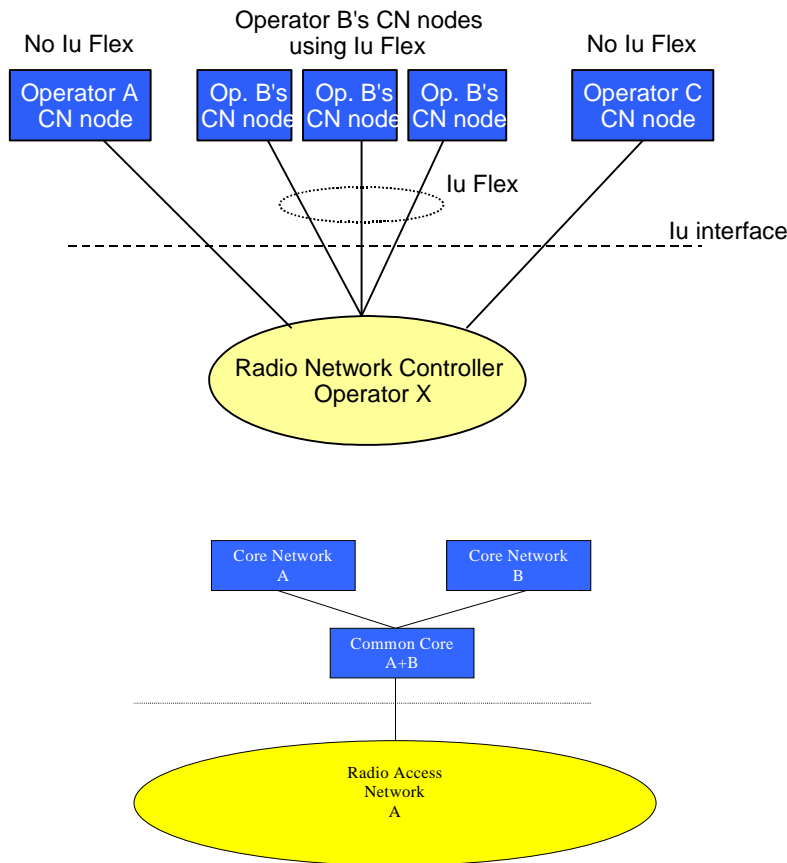 Operator B's CN nodes
using Iu Flex
No Iu Flex
No Iu Flex
Operator A
CN node
Op. B's
CN node
Op. B's
CN node
Op. B's
CN node
Operator C
CN node
Iu Flex
Iu interface
Radio Network Controller
Operator X
Core Network
A
Core Network
B
Common Core
A+B
Radio Access
Network
A